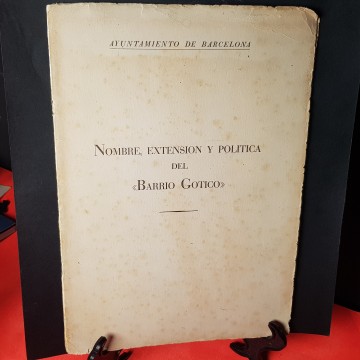 AYUNTAMIENTO DE BARCELONA
NOMBRE, EXTENSION Y POLITICA
DEL
«BARRIO GOTICO»